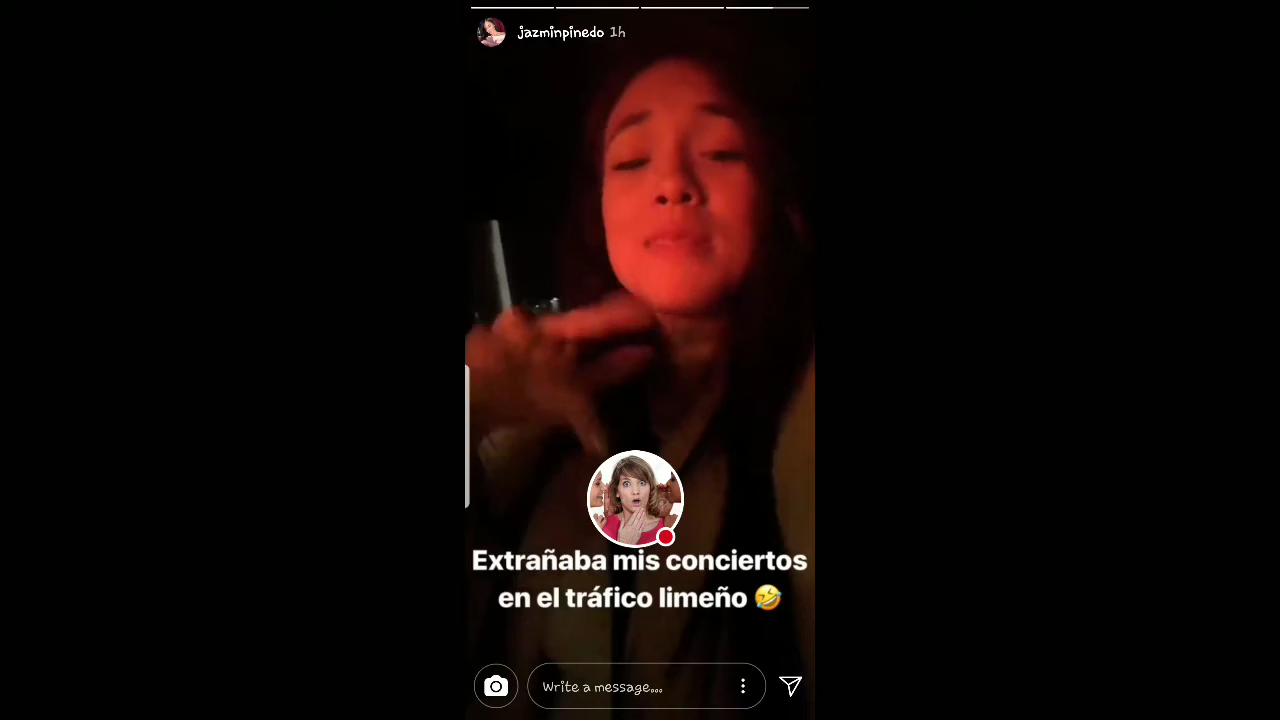 jazminpinedo 1h
Extrañaba mis conciertos
en el tráfico limeño 🤣
Write a message...